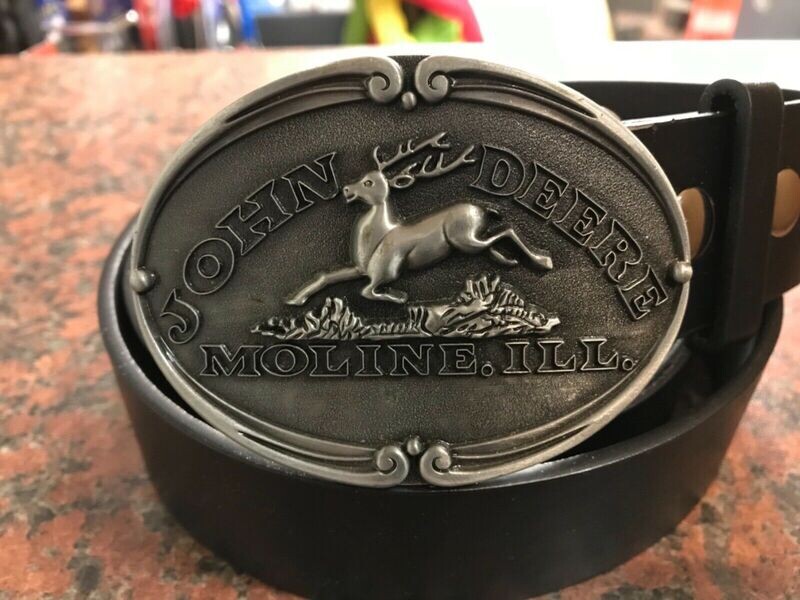 JOHN DEERE
MOLINE, ILL.